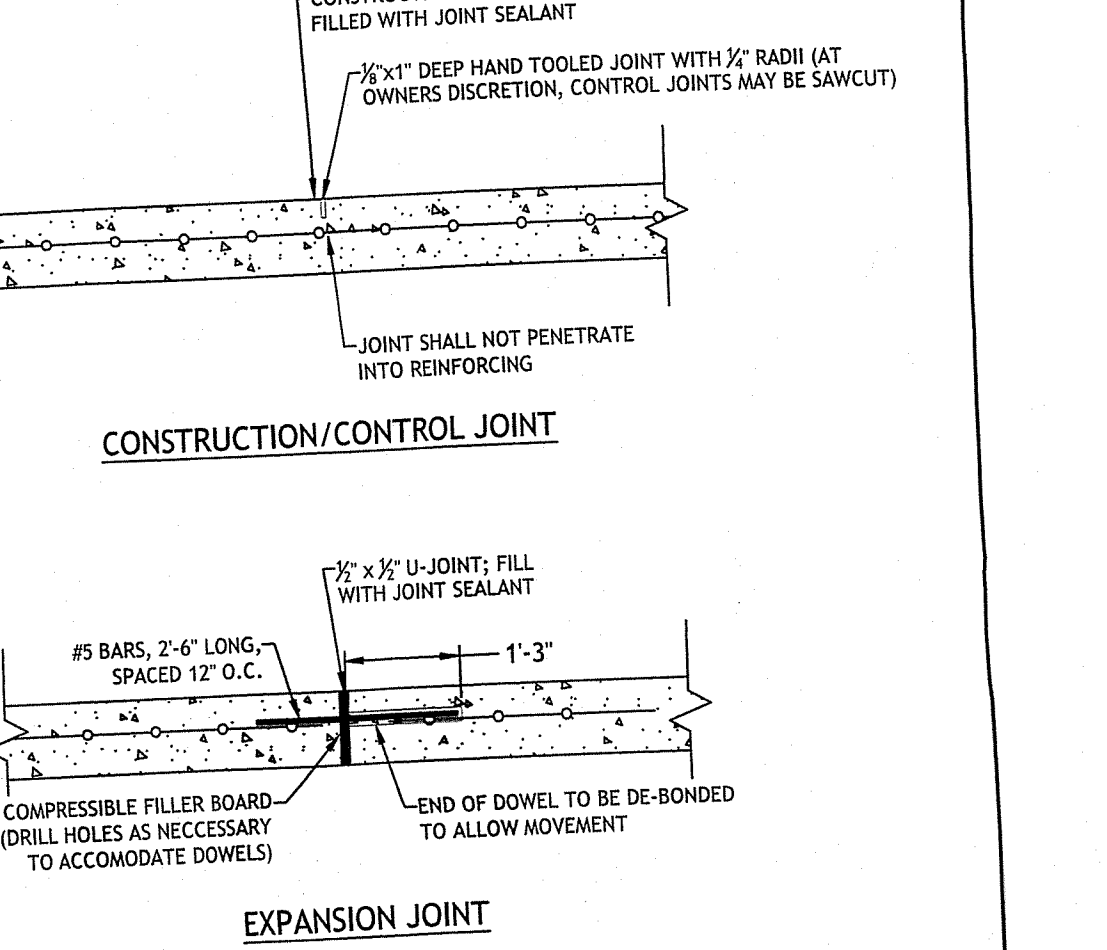 FILLED WITH JOINT SEALANT
⅛"x1" DEEP HAND TOOLED JOINT WITH ¼" RADII (AT
OWNERS DISCRETION, CONTROL JOINTS MAY BE SAWCUT)
JOINT SHALL NOT PENETRATE
INTO REINFORCING
CONSTRUCTION/CONTROL JOINT
½" x ½" U-JOINT; FILL
WITH JOINT SEALANT
#5 BARS, 2'-6" LONG,
SPACED 12" O.C.
1'-3"
COMPRESSIBLE FILLER BOARD
(DRILL HOLES AS NECCESSARY
TO ACCOMODATE DOWELS)
END OF DOWEL TO BE DE-BONDED
TO ALLOW MOVEMENT
EXPANSION JOINT